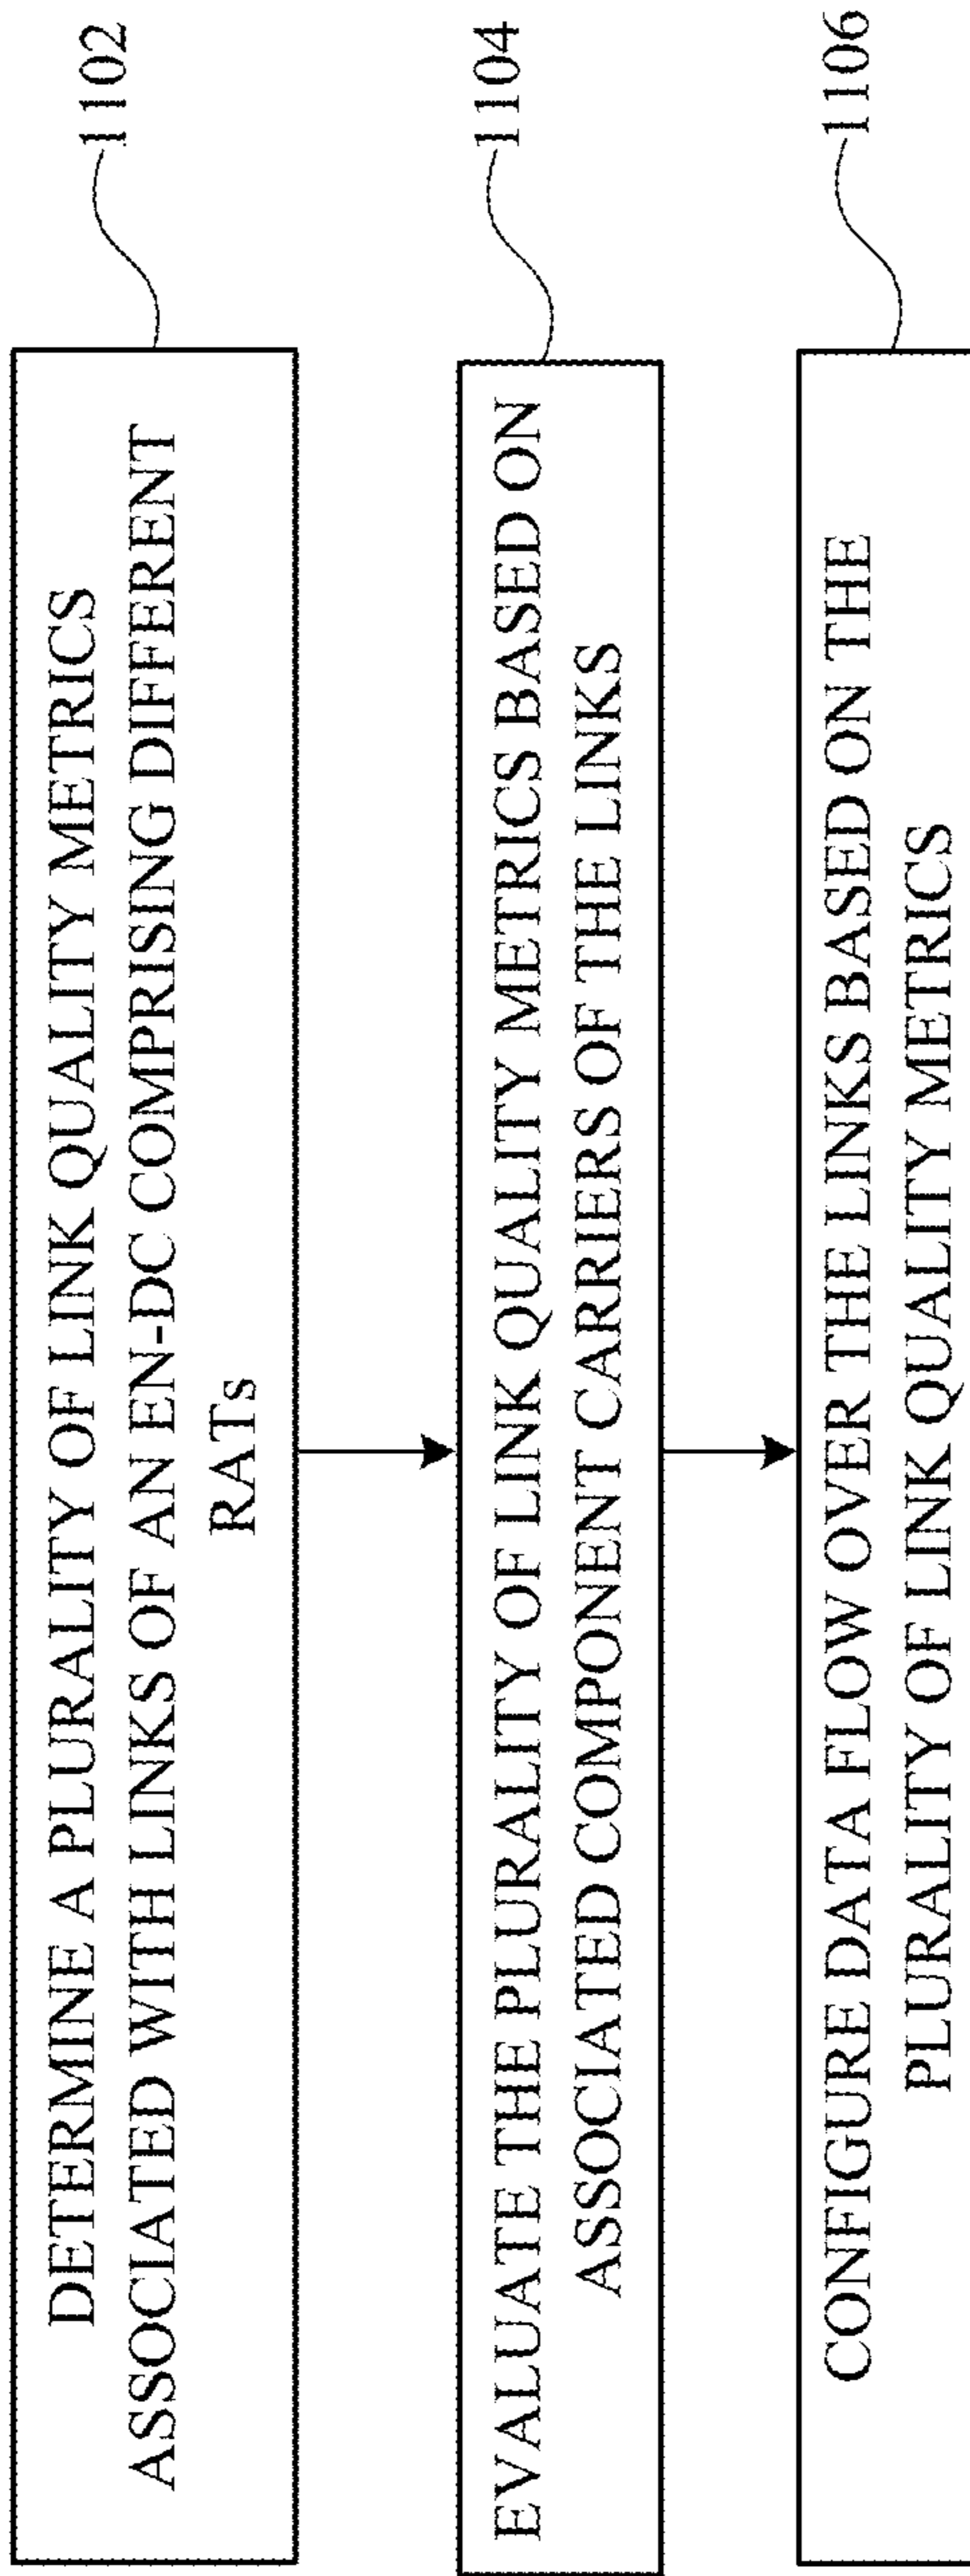 DETERMINE A PLURALITY OF LINK QUALITY METRICS
ASSOCIATED WITH LINKS OF AN EN-DC COMPRISING DIFFERENT
RATs
1102
EVALUATE THE PLURALITY OF LINK QUALITY METRICS BASED ON
ASSOCIATED COMPONENT CARRIERS OF THE LINKS
1104
CONFIGURE DATA FLOW OVER THE LINKS BASED ON THE
PLURALITY OF LINK QUALITY METRICS
1106